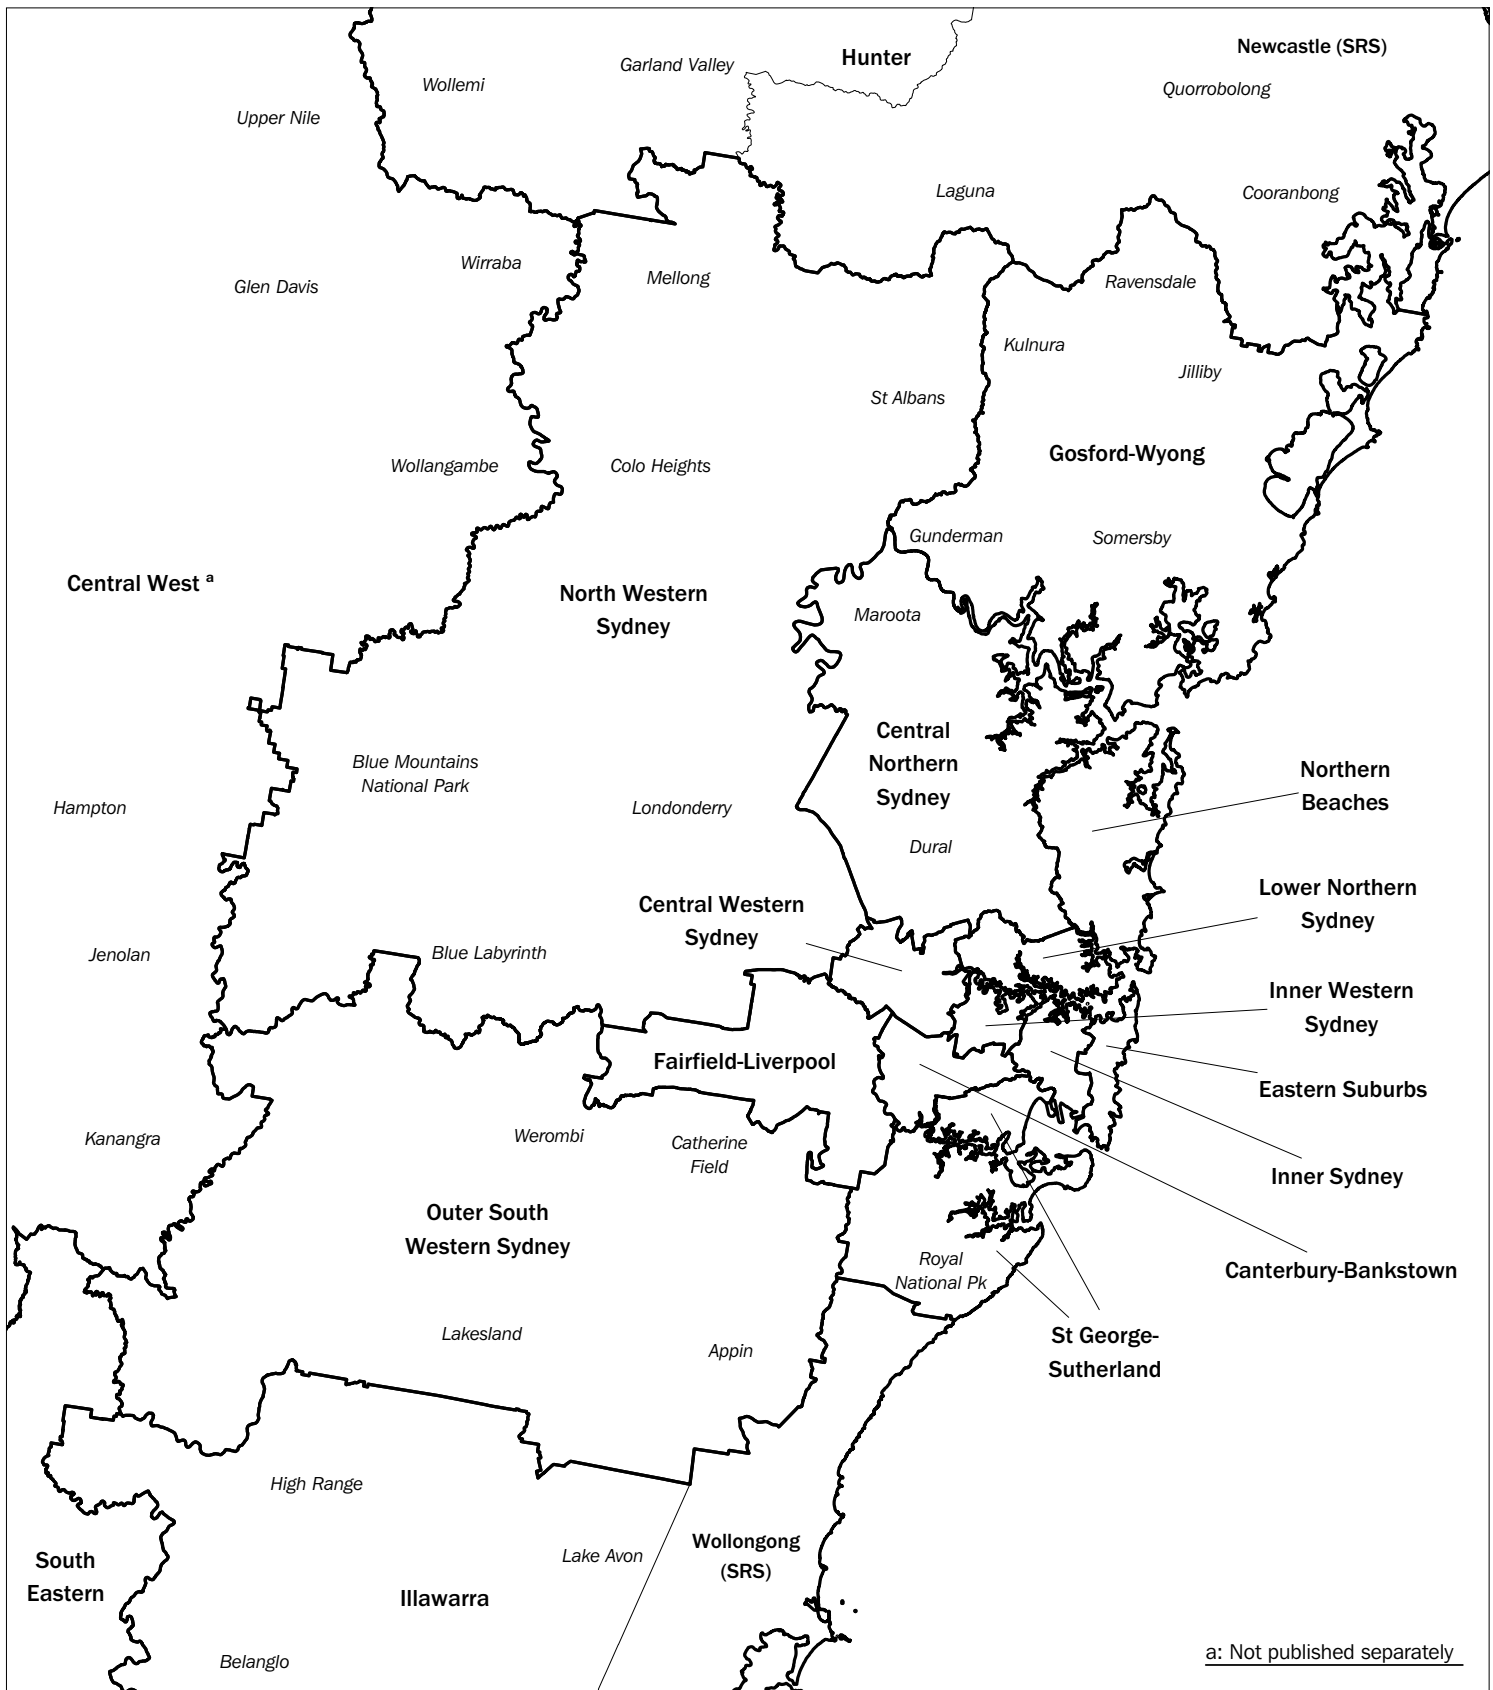 Hunter
Newcastle (SRS)
Garland Valley
Wollemi
Quorrobolong
Upper Nile
Laguna
Cooranbong
Wirraba
Glen Davis
Mellong
Ravensdale
Kulnura
Jilliby
St Albans
Gosford-Wyong
Wollangambe
Colo Heights
Gunderman
Somersby
Central West a
North Western
Sydney
Maroota
Central
Northern
Sydney
Blue Mountains
National Park
Northern
Beaches
Hampton
Londonderry
Dural
Lower Northern
Sydney
Central Western
Sydney
Jenolan
Blue Labyrinth
Inner Western
Sydney
Fairfield-Liverpool
Eastern Suburbs
Kanangra
Werombi
Catherine
Field
Inner Sydney
Outer South
Western Sydney
Royal
National Pk
Canterbury-Bankstown
Lakesland
Appin
St George-
Sutherland
High Range
Wollongong
(SRS)
Lake Avon
South
Eastern
Illawarra
Belanglo
a: Not published separately